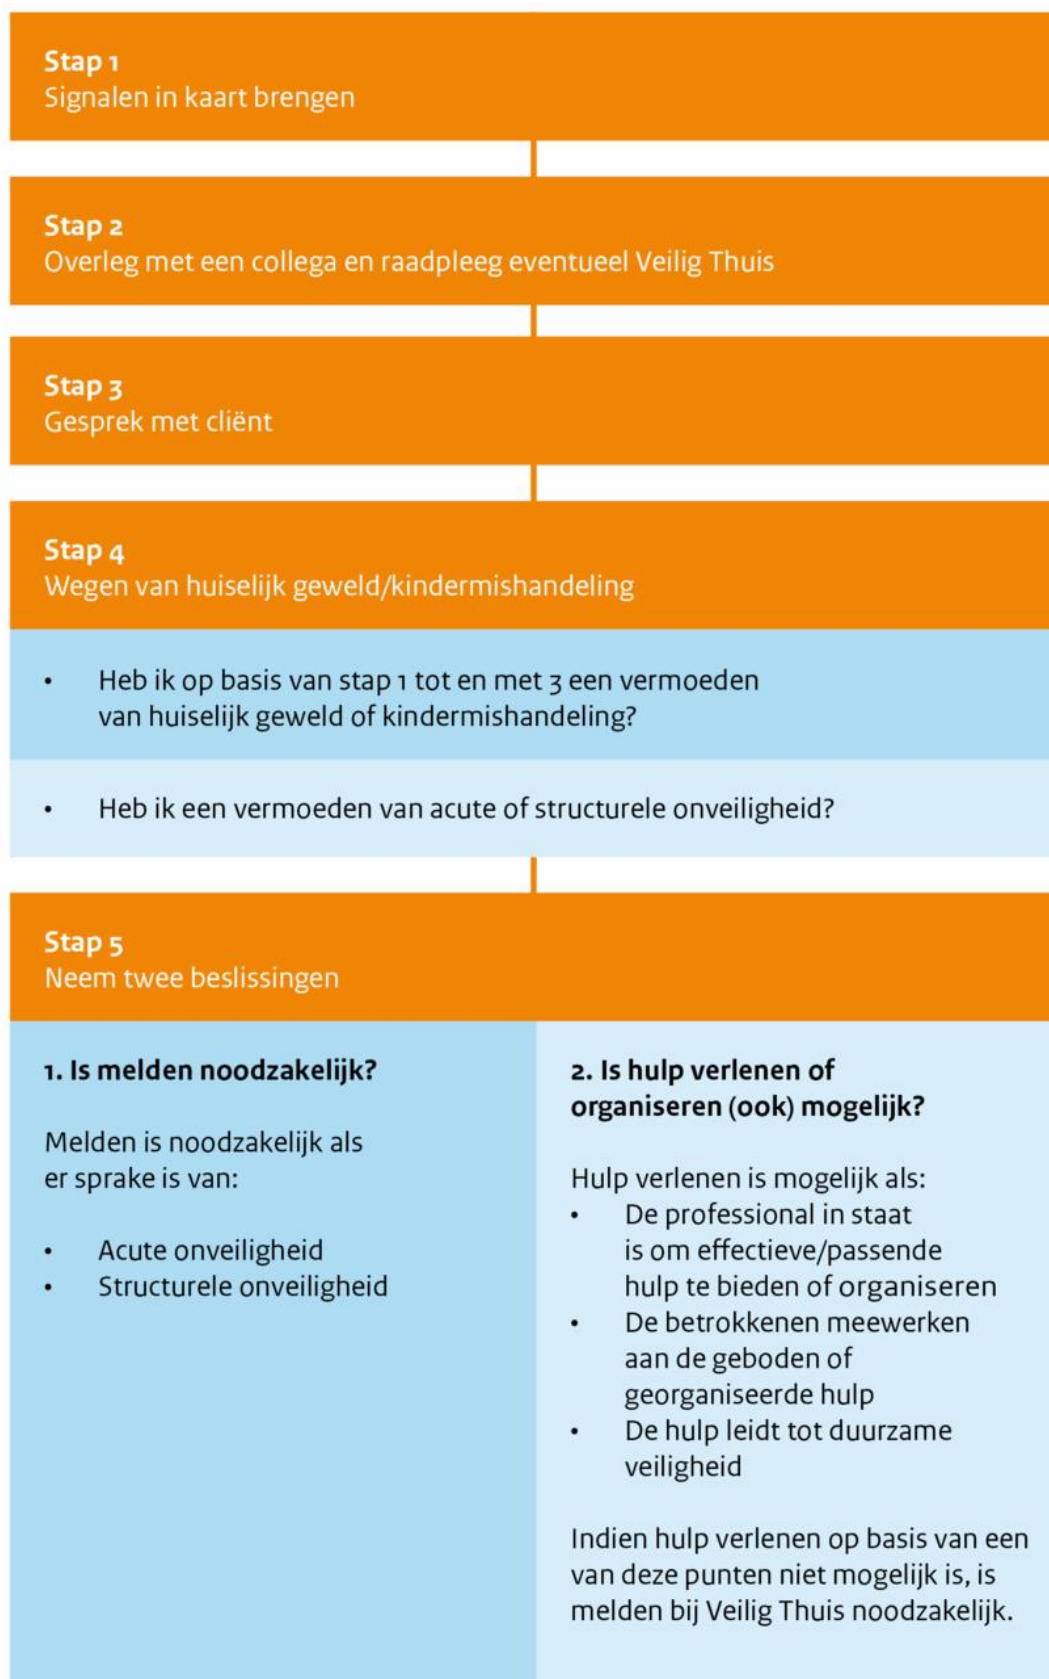 Stap 1
Signalen in kaart brengen
Stap 2
Overleg met een collega en raadpleeg eventueel Veilig Thuis
Stap 3
Gesprek met cliënt
Stap 4
Wegen van huiselijk geweld/kindermishandeling
• Heb ik op basis van stap 1 tot en met 3 een vermoeden
van huiselijk geweld of kindermishandeling?
• Heb ik een vermoeden van acute of structurele onveiligheid?
Stap 5
Neem twee beslissingen
1. Is melden noodzakelijk?
Melden is noodzakelijk als
er sprake is van:
• Acute onveiligheid
• Structurele onveiligheid
2. Is hulp verlenen of
organiseren (ook) mogelijk?
Hulp verlenen is mogelijk als:
• De professional in staat
is om effectieve/passende
hulp te bieden of organiseren
• De betrokkenen meewerken
aan de geboden of
georganiseerde hulp
• De hulp leidt tot duurzame
veiligheid
Indien hulp verlenen op basis van een
van deze punten niet mogelijk is, is
melden bij Veilig Thuis noodzakelijk.